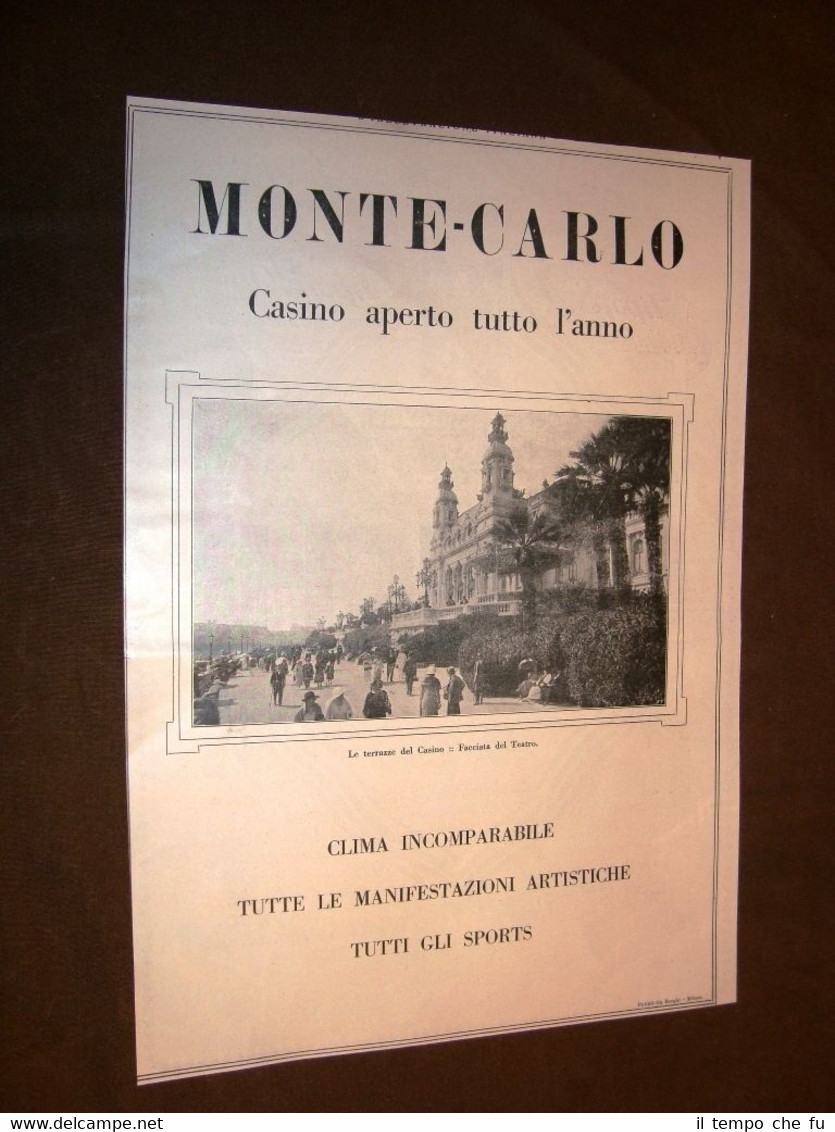 MONTE-CARLO
Casino aperto tutto l'anno
Le terrazze del Casino :: Facciata del Teatro.
CLIMA INCOMPARABILE
TUTTE LE MANIFESTAZIONI ARTISTICHE
TUTTI GLI SPORTS
- Milano.
www.delcampe.net
il tempo che fu